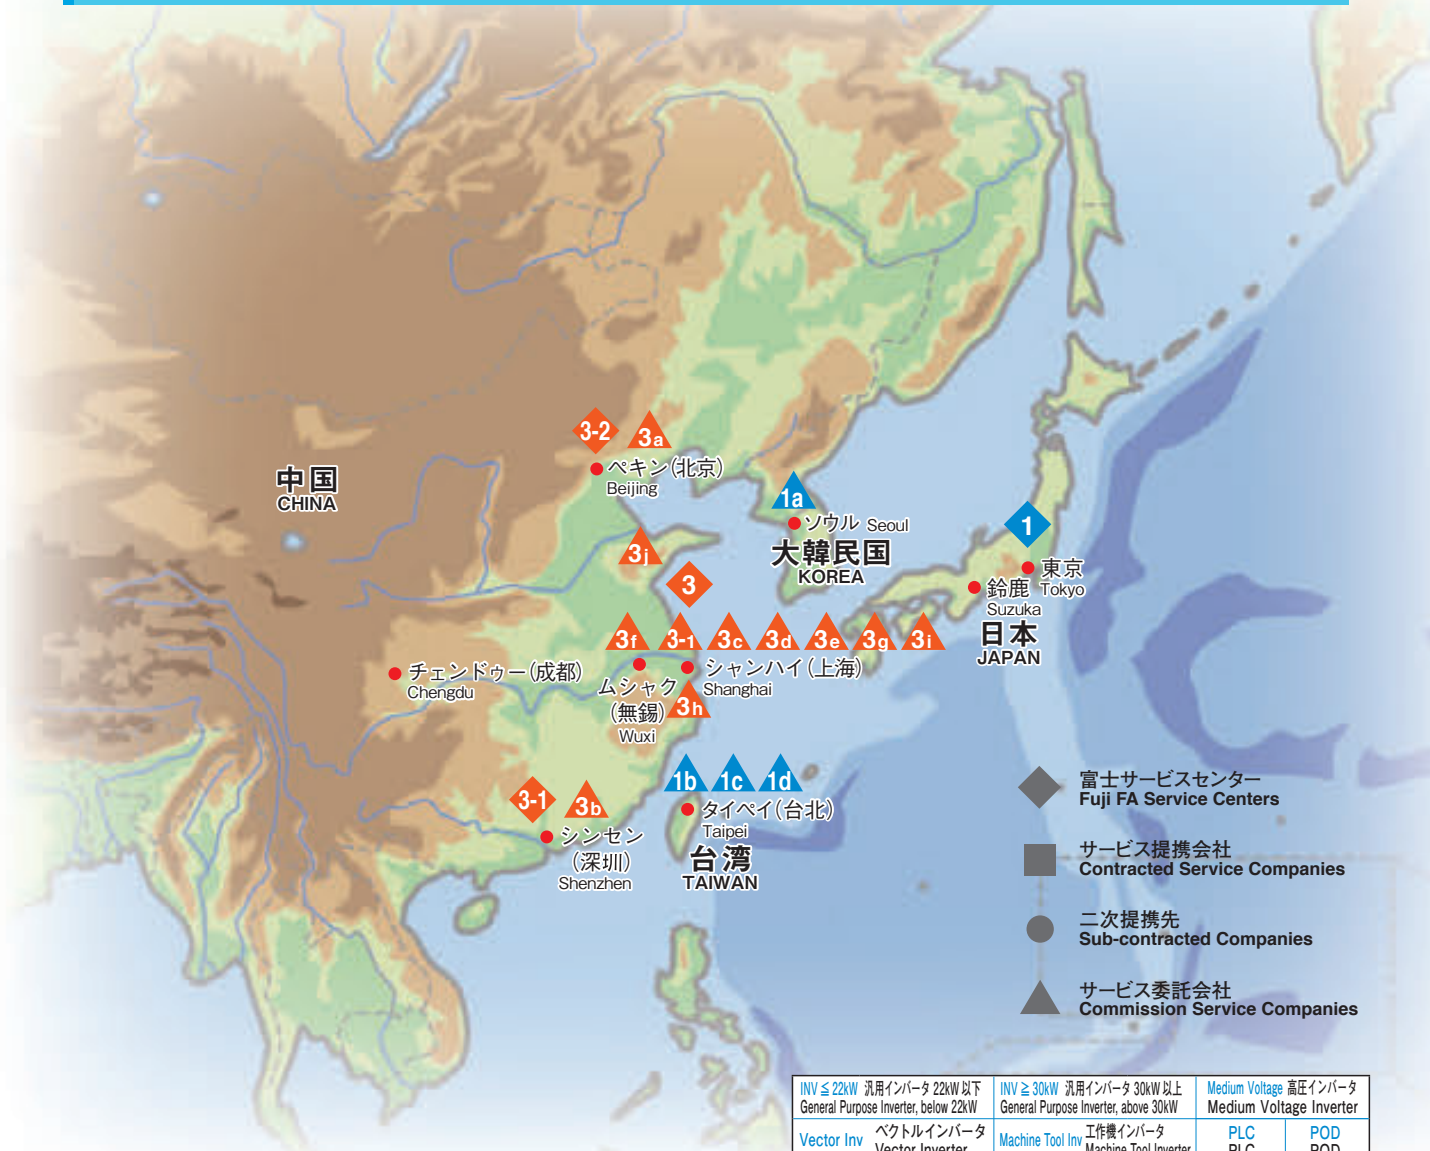 3-2
3a
ペキン（北京）
Beijing
中国
CHINA
1a
ソウル Seoul
大韓民国
KOREA
1
東京
Tokyo
鈴鹿
Suzuka
日本
JAPAN
3j
3
3f
3-1
3c
3d
3e
3g
3i
チェンドゥー（成都）
Chengdu
ムシャク
（無錫）
Wuxi
シャンハイ（上海）
Shanghai
3h
3-1
3b
シンセン
（深圳）
Shenzhen
1b
1c
1d
タイペイ（台北）
Taipei
台湾
TAIWAN
富士サービスセンター
Fuji FA Service Centers
サービス提携会社
Contracted Service Companies
二次提携先
Sub-contracted Companies
サービス委託会社
Commission Service Companies
INV ≦ 22kW 汎用インバータ 22kW 以下
General Purpose Inverter, below 22kW
INV ≧ 30kW 汎用インバータ 30kW 以上
General Purpose Inverter, above 30kW
Medium Voltage 高圧インバータ
Medium Voltage Inverter
Vector Inv ベクトルインバータ
Vector Inverter
Machine Tool Inv 工作機インバータ
Machine Tool Inverter
PLC
PLC
POD
POD